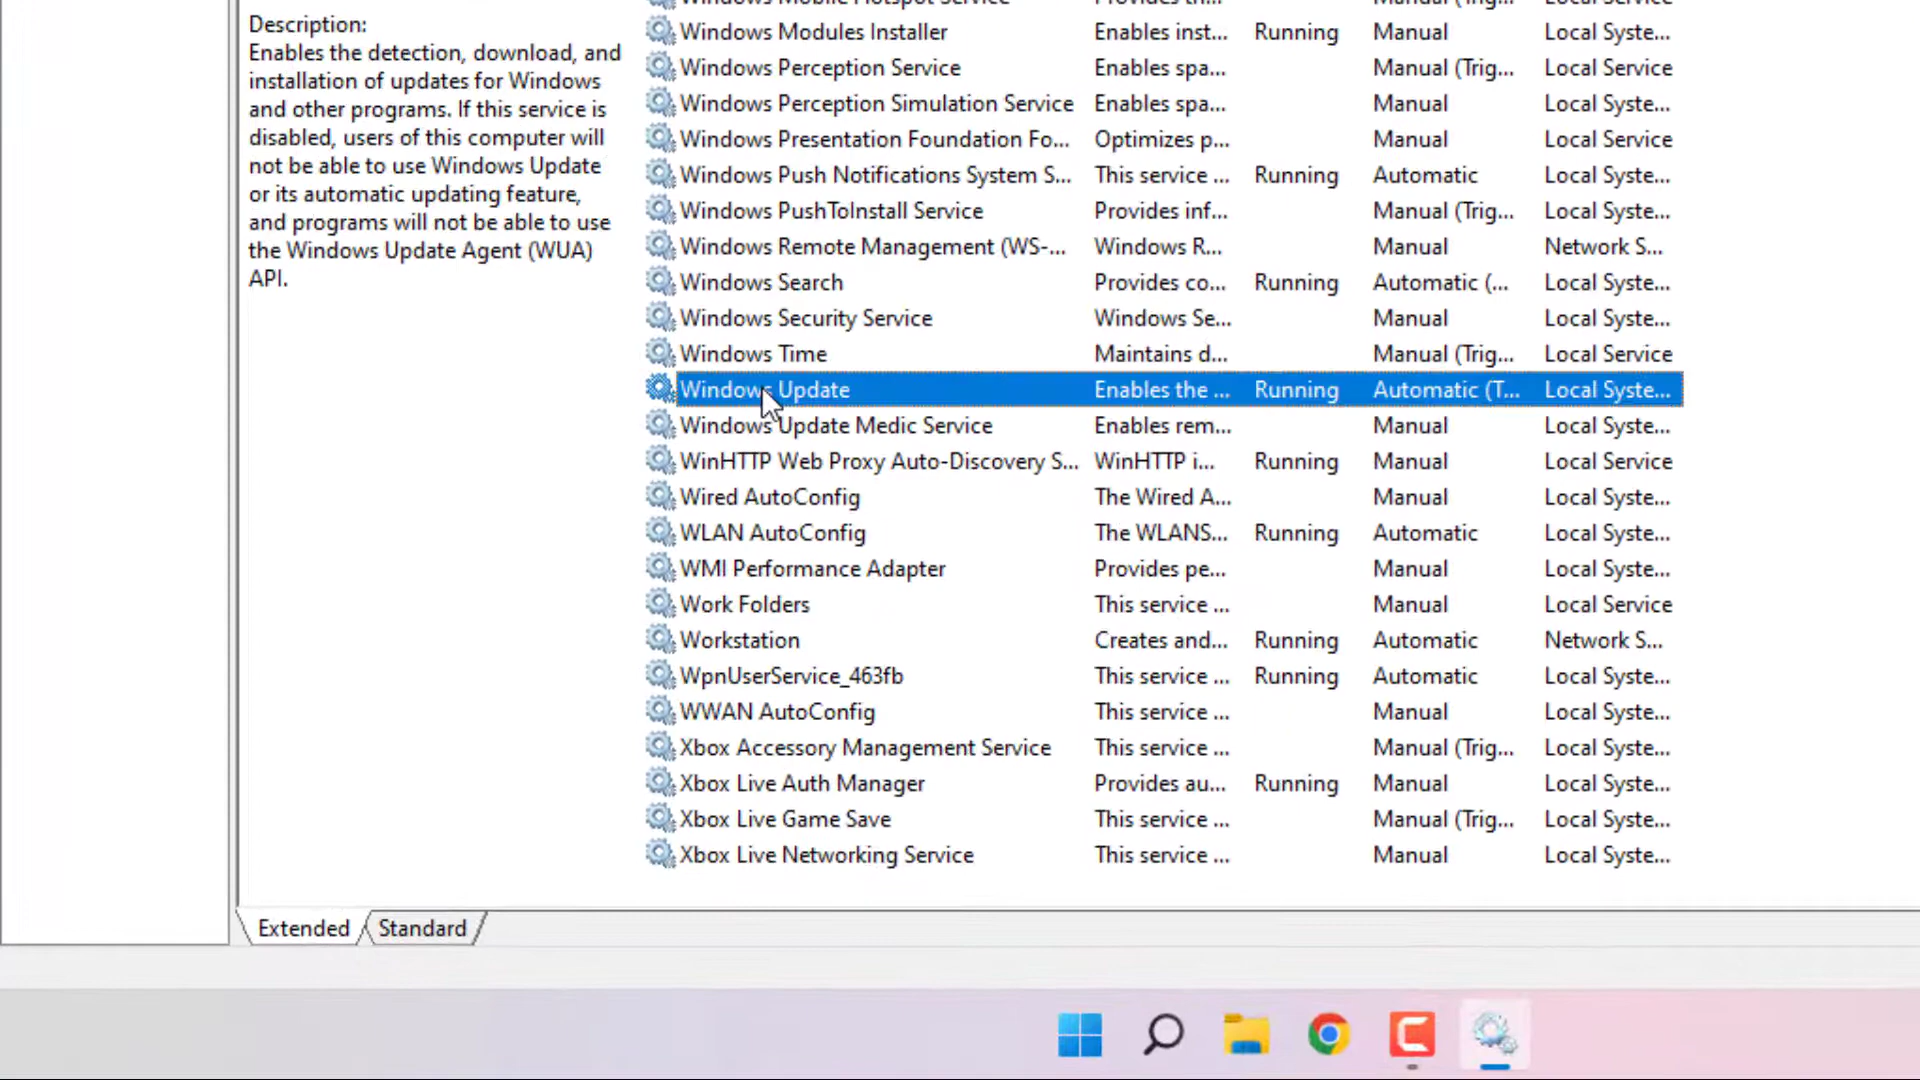 Description:
Enables the detection, download, and
installation of updates for Windows
and other programs. If this service is
disabled, users of this computer will
not be able to use Windows Update
or its automatic updating feature,
and programs will not be able to use
the Windows Update Agent (WUA)
API.
Windows Modules Installer Enables inst... Running Manual Local Syste...
Windows Perception Service Enables spa... Manual (Trig... Local Service
Windows Perception Simulation Service Enables spa... Manual Local Syste...
Windows Presentation Foundation Fo... Optimizes p... Manual Local Service
Windows Push Notifications System S... This service ... Running Automatic Local Syste...
Windows PushToInstall Service Provides inf... Manual (Trig... Local Syste...
Windows Remote Management (WS-... Windows R... Manual Network S...
Windows Search Provides co... Running Automatic (... Local Syste...
Windows Security Service Windows Se... Manual Local Syste...
Windows Time Maintains d... Manual (Trig... Local Service
Windows Update Enables the ... Running Automatic (T... Local Syste...
Windows Update Medic Service Enables rem... Manual Local Syste...
WinHTTP Web Proxy Auto-Discovery S... WinHTTP i... Running Manual Local Service
Wired AutoConfig The Wired A... Manual Local Syste...
WLAN AutoConfig The WLANS... Running Automatic Local Syste...
WMI Performance Adapter Provides pe... Manual Local Syste...
Work Folders This service ... Manual Local Service
Workstation Creates and... Running Automatic Network S...
WpnUserService_463fb This service ... Running Automatic Local Syste...
WWAN AutoConfig This service ... Manual Local Syste...
Xbox Accessory Management Service This service ... Manual (Trig... Local Syste...
Xbox Live Auth Manager Provides au... Running Manual Local Syste...
Xbox Live Game Save This service ... Manual (Trig... Local Syste...
Xbox Live Networking Service This service ... Manual Local Syste...
Extended Standard